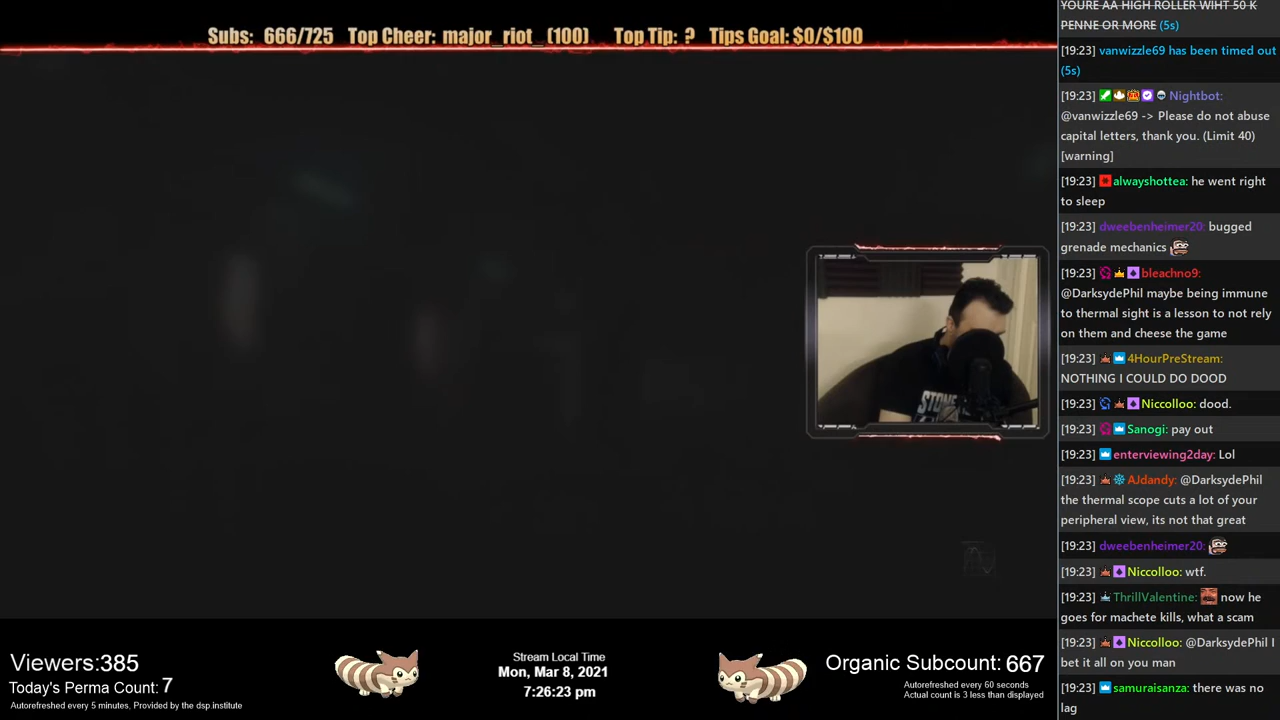 Subs: 666/725 Top Cheer: major_riot_(100) Top Tip: ? Tips Goal: $0/$100
YOURE AA HIGH ROLLER WIHT 50 K
PENNE OR MORE (5s)
[19:23] vanwizzle69 has been timed out
(5s)
[19:23] Nightbot:
@vanwizzle69 -> Please do not abuse
capital letters, thank you. (Limit 40)
[warning]
[19:23] alwayshottea: he went right
to sleep
[19:23] dweebenheimer20: bugged
grenade mechanics
[19:23] bleachno9:
@DarksydePhil maybe being immune
to thermal sight is a lesson to not rely
on them and cheese the game
[19:23] 4HourPreStream:
NOTHING I COULD DO DOOD
[19:23] Niccolloo: dood.
[19:23] Sanogi: pay out
[19:23] enterviewing2day: Lol
[19:23] AJdandy: @DarksydePhil
the thermal scope cuts a lot of your
peripheral view, its not that great
[19:23] dweebenheimer20:
[19:23] Niccolloo: wtf.
[19:23] ThrillValentine: now he
goes for machete kills, what a scam
[19:23] Niccolloo: @DarksydePhil I
bet it all on you man
[19:23] samuraisanza: there was no
lag
Viewers:385
Today's Perma Count: 7
Autorefreshed every 5 minutes, Provided by the dsp.institute
Stream Local Time
Mon, Mar 8, 2021
7:26:23 pm
Organic Subcount: 667
Autorefreshed every 60 seconds
Actual count is 3 less than displayed